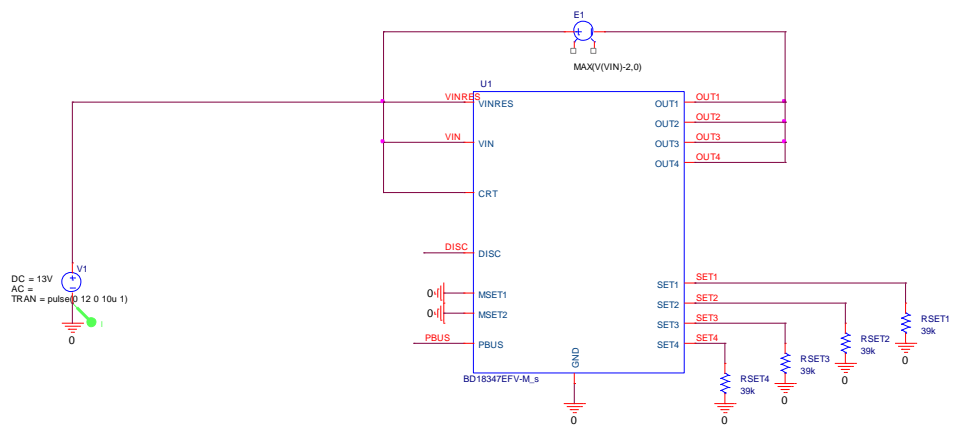 E1
MAX(V(VIN)-2,0)
U1
VINRES
VINRES
OUT1
OUT1
OUT2
OUT2
VIN
VIN
OUT3
OUT3
OUT4
OUT4
CRT
DISC
DISC
V1
DC = 13V
AC =
TRAN = pulse(0 12 0 10u 1)
I
0
SET1
SET1
0
MSET1
SET2
SET2
0
MSET2
SET3
SET3
RSET1
39k
PBUS
PBUS
SET4
SET4
RSET2
39k
0
RSET3
39k
0
GND
BD18347EFV-M_s
RSET4
39k
0
0
0